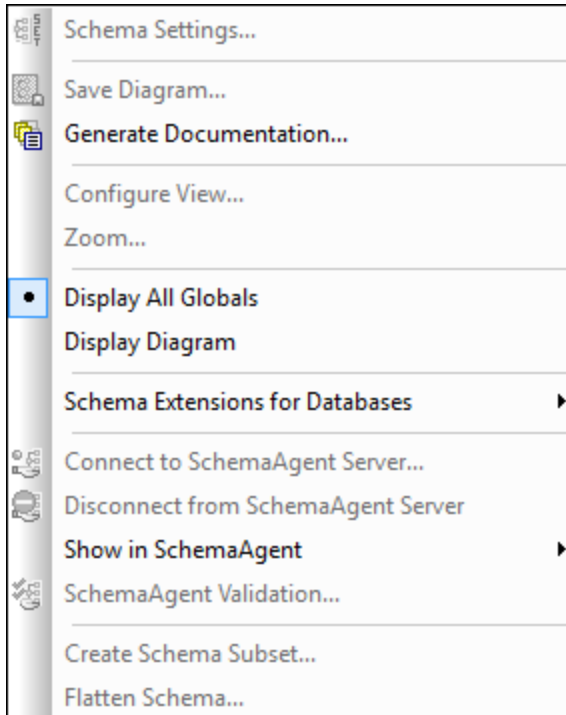 Schema Settings...
Save Diagram...
Generate Documentation...
Configure View...
Zoom...
Display All Globals
Display Diagram
Schema Extensions for Databases
Connect to SchemaAgent Server...
Disconnect from SchemaAgent Server
Show in SchemaAgent
SchemaAgent Validation...
Create Schema Subset...
Flatten Schema...